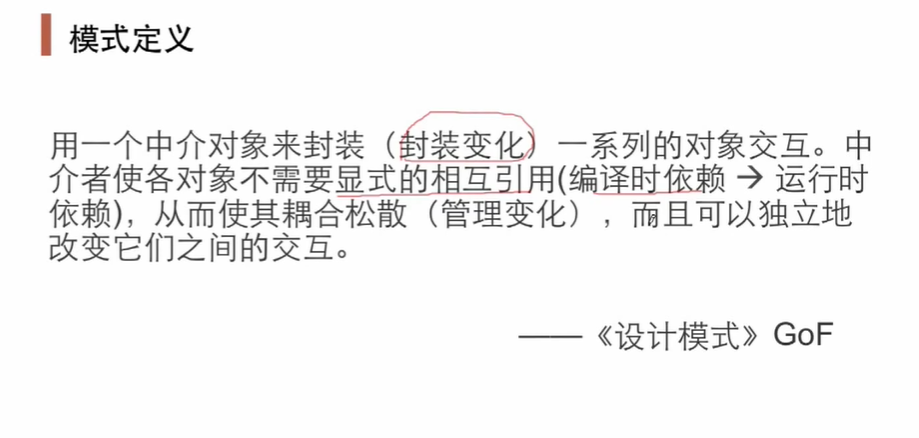 模式定义
用一个中介对象来封装（封装变化）一系列的对象交互。中
介者使各对象不需要显式的相互引用(编译时依赖 → 运行时
依赖)，从而使其耦合松散（管理变化），而且可以独立地
改变它们之间的交互。
——《设计模式》GoF